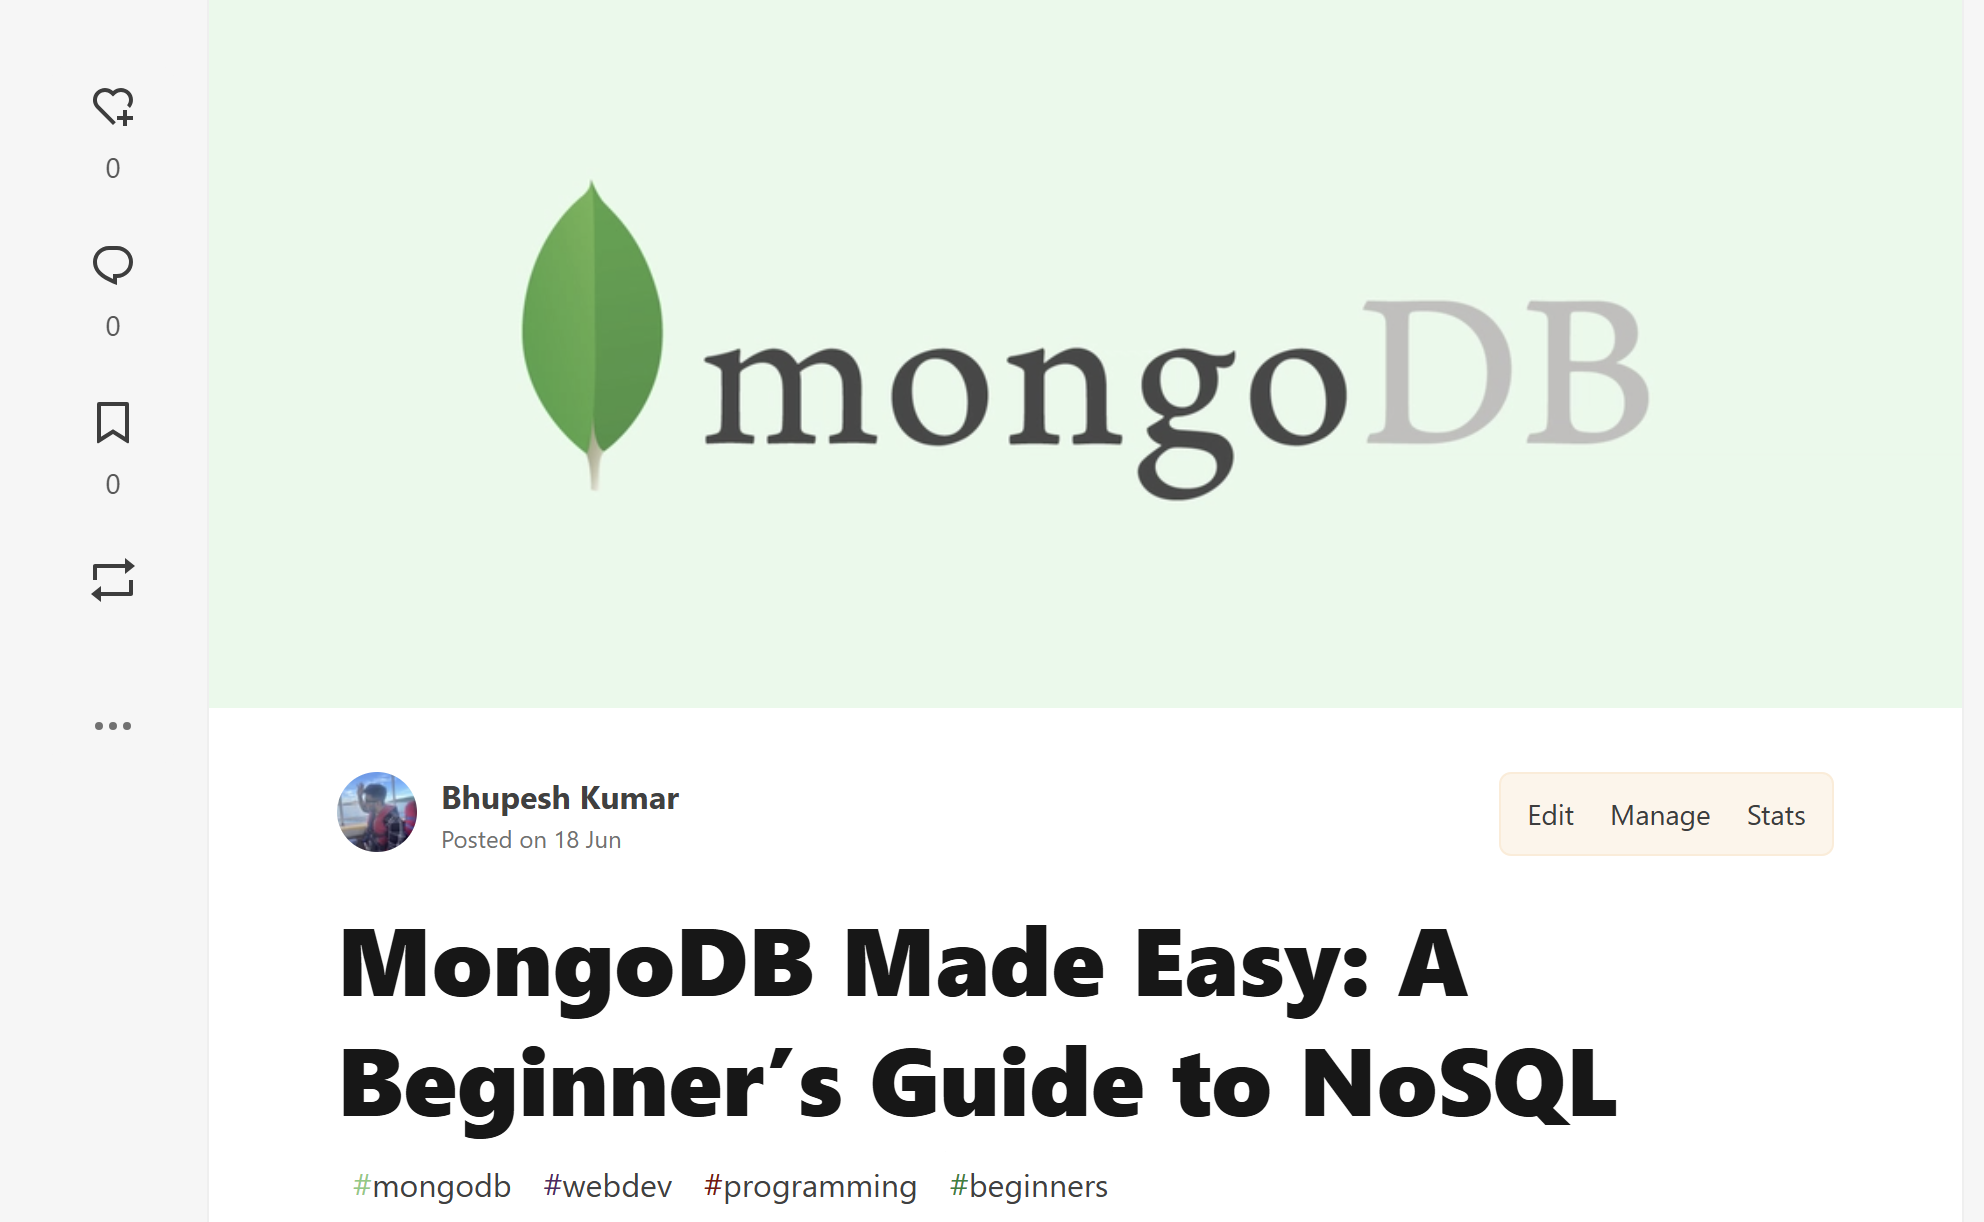 0
0
0
mongoDB
Bhupesh Kumar
Posted on 18 Jun
Edit Manage Stats
MongoDB Made Easy: A
Beginner’s Guide to NoSQL
#mongodb #webdev #programming #beginners